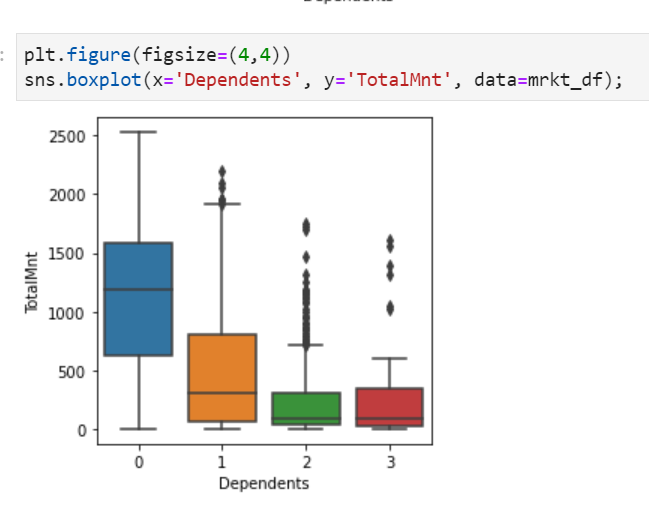 Dependents
: plt.figure(figsize=(4,4))
sns.boxplot(x='Dependents', y='TotalMnt', data=mrkt_df);
2500
2000
1500
1000
500
0
TotalMnt
0 1 2 3
Dependents